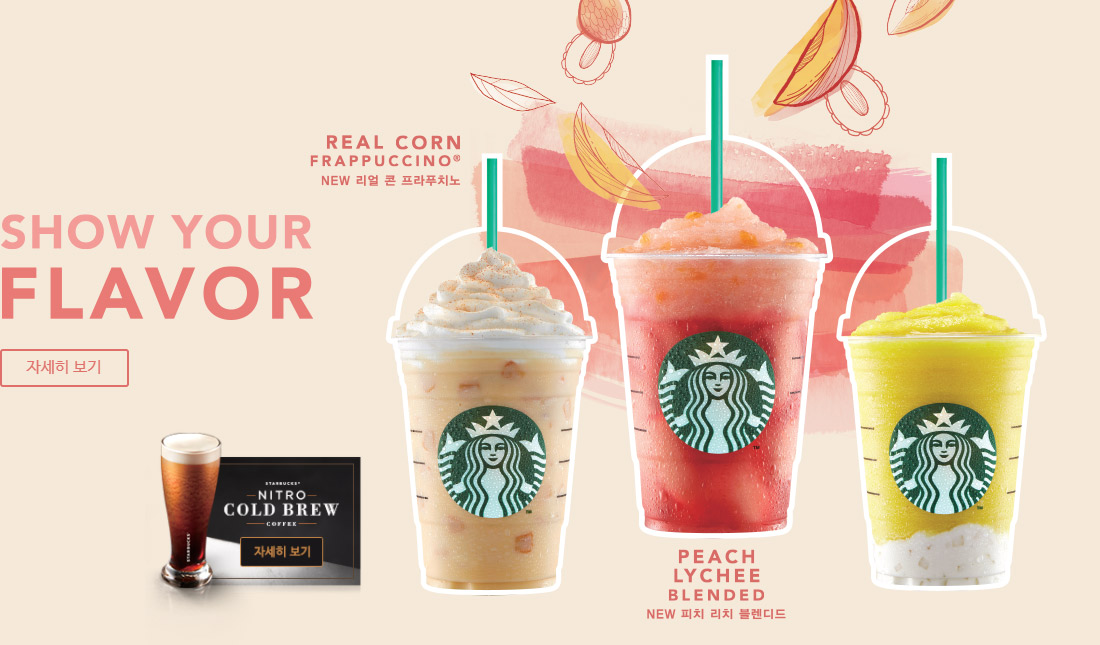 REAL CORN
FRAPPUCCINO®
NEW 리얼 콘 프라푸치노
SHOW YOUR
FLAVOR
자세히 보기
STARBUCKS®
NITRO
COLD BREW
COFFEE
자세히 보기
STARBUCKS
PEACH
LYCHEE
BLENDED
NEW 피치 리치 블렌디드